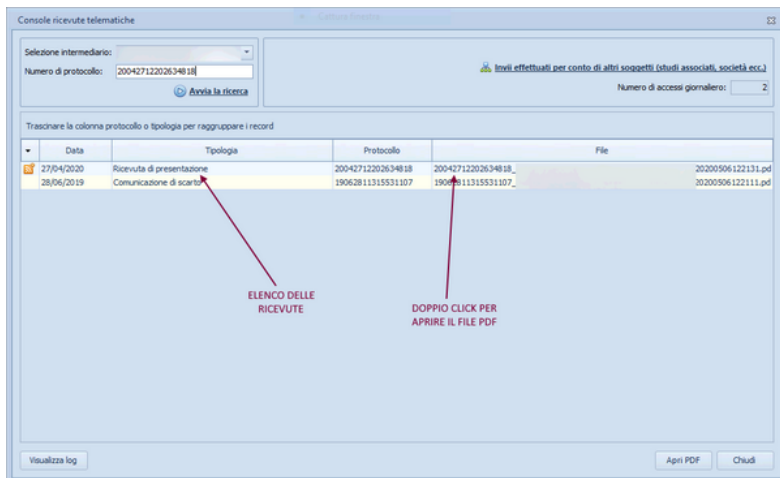 Console ricevute telematiche
Selezione intermediario:
Numero di protocollo: 20042712202634818
Avvia la ricerca
Invii effettuati per conto di altri soggetti (studi associati, società ecc.)
Numero di accessi giornaliero: 2
Trascinare la colonna protocollo o tipologia per raggruppare i record
Data Tipologia Protocollo File
27/04/2020 Ricevuta di presentazione 20042712202634818 20042712202634818_ 20200506122131.pd
28/06/2019 Comunicazione di scarto 19062811315531107 19062811315531107_ 20200506122111.pd
ELENCO DELLE
RICEVUTE
DOPPIO CLICK PER
APRIRE IL FILE PDF
Visualizza log
Apri PDF
Chiudi